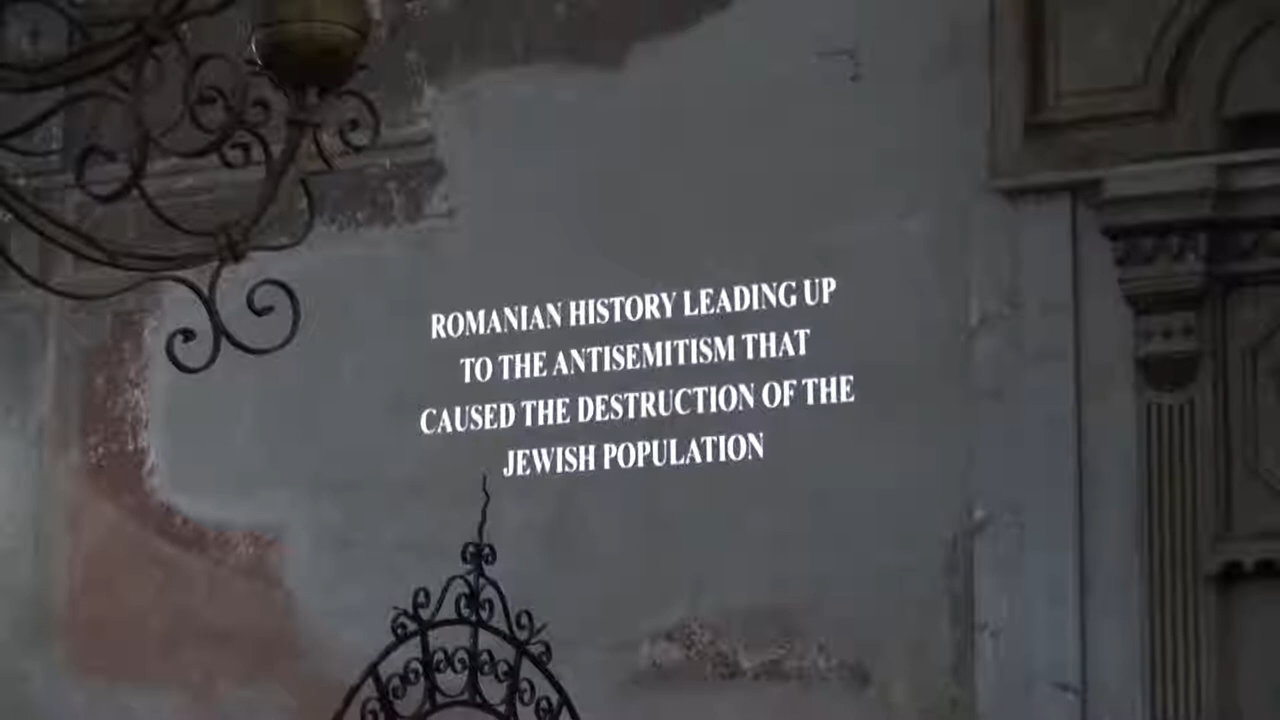 ROMANIAN HISTORY LEADING UP
TO THE ANTISEMITISM THAT
CAUSED THE DESTRUCTION OF THE
JEWISH POPULATION